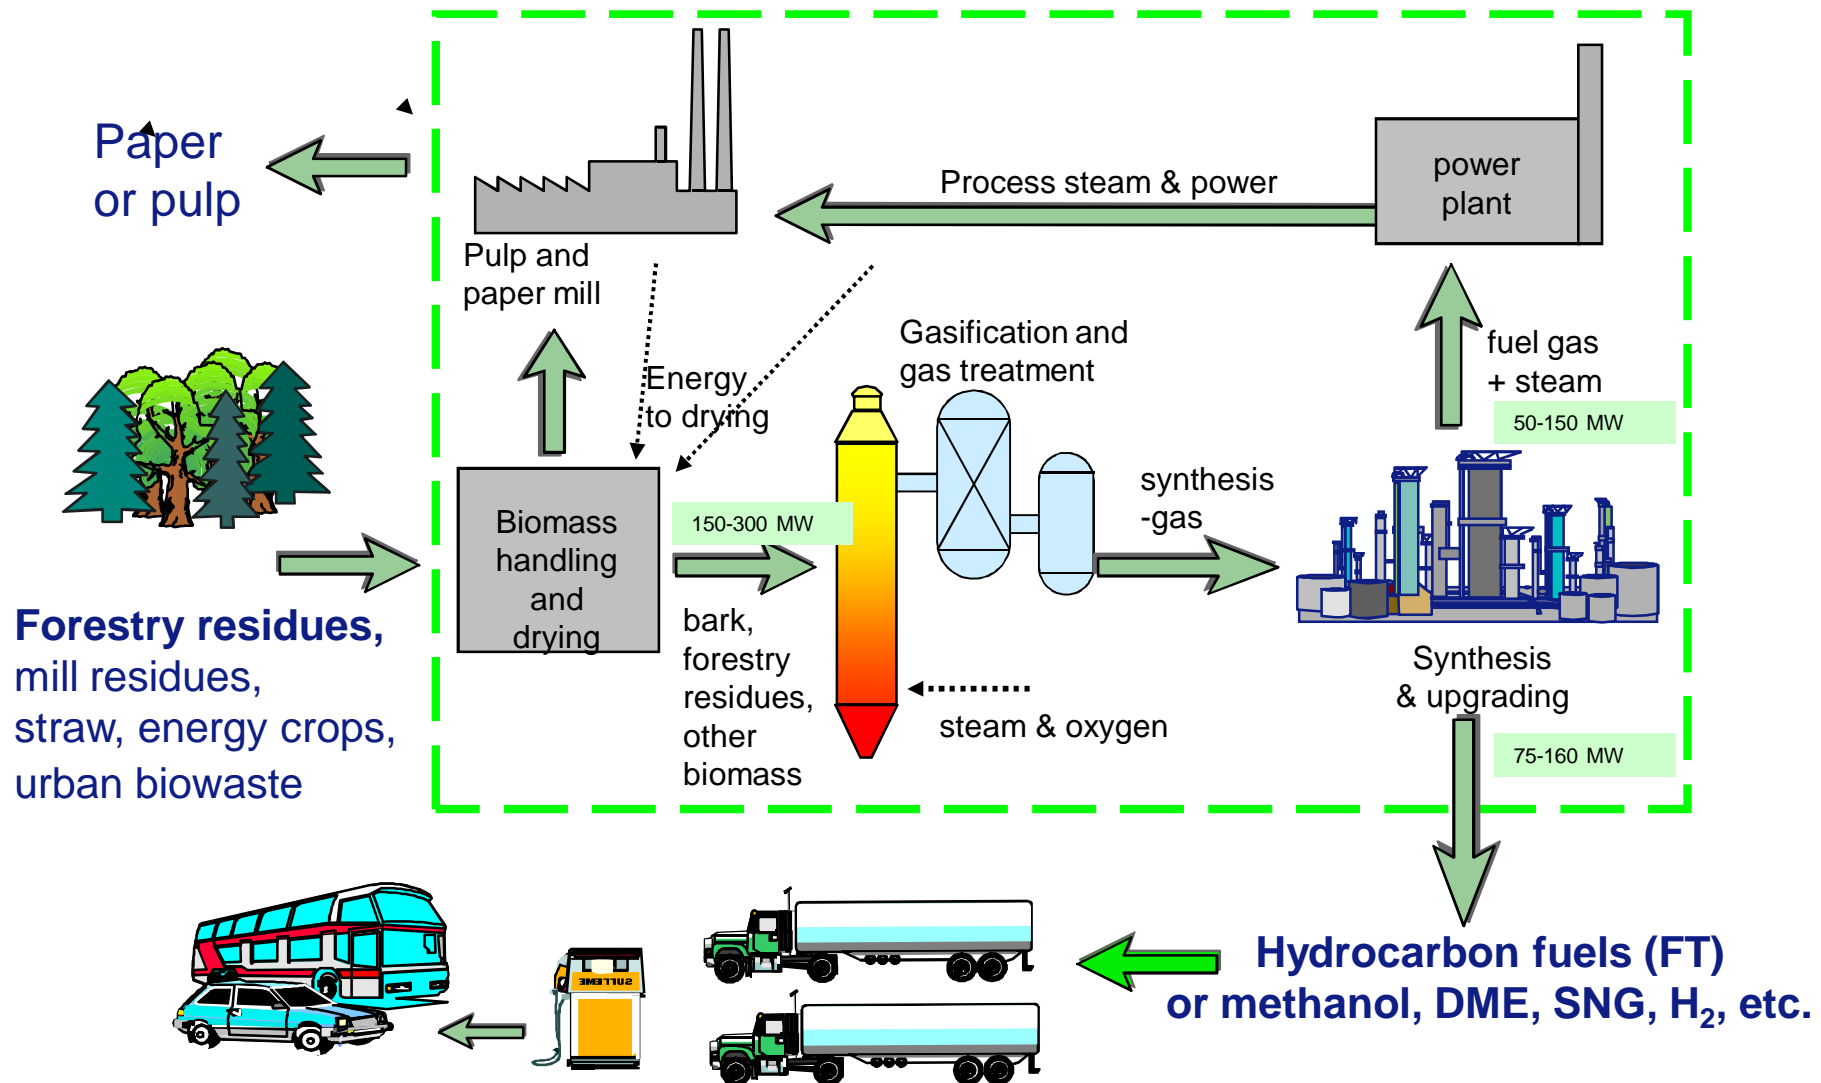 Paper
or pulp
Pulp and
paper mill
Process steam & power
power
plant
Energy
to drying
Gasification and
gas treatment
fuel gas
+ steam
50-150 MW
Biomass
handling
and
drying
150-300 MW
synthesis
-gas
bark,
forestry
residues,
other
biomass
steam & oxygen
Synthesis
& upgrading
75-160 MW
Forestry residues,
mill residues,
straw, energy crops,
urban biowaste
Hydrocarbon fuels (FT)
or methanol, DME, SNG, H₂, etc.